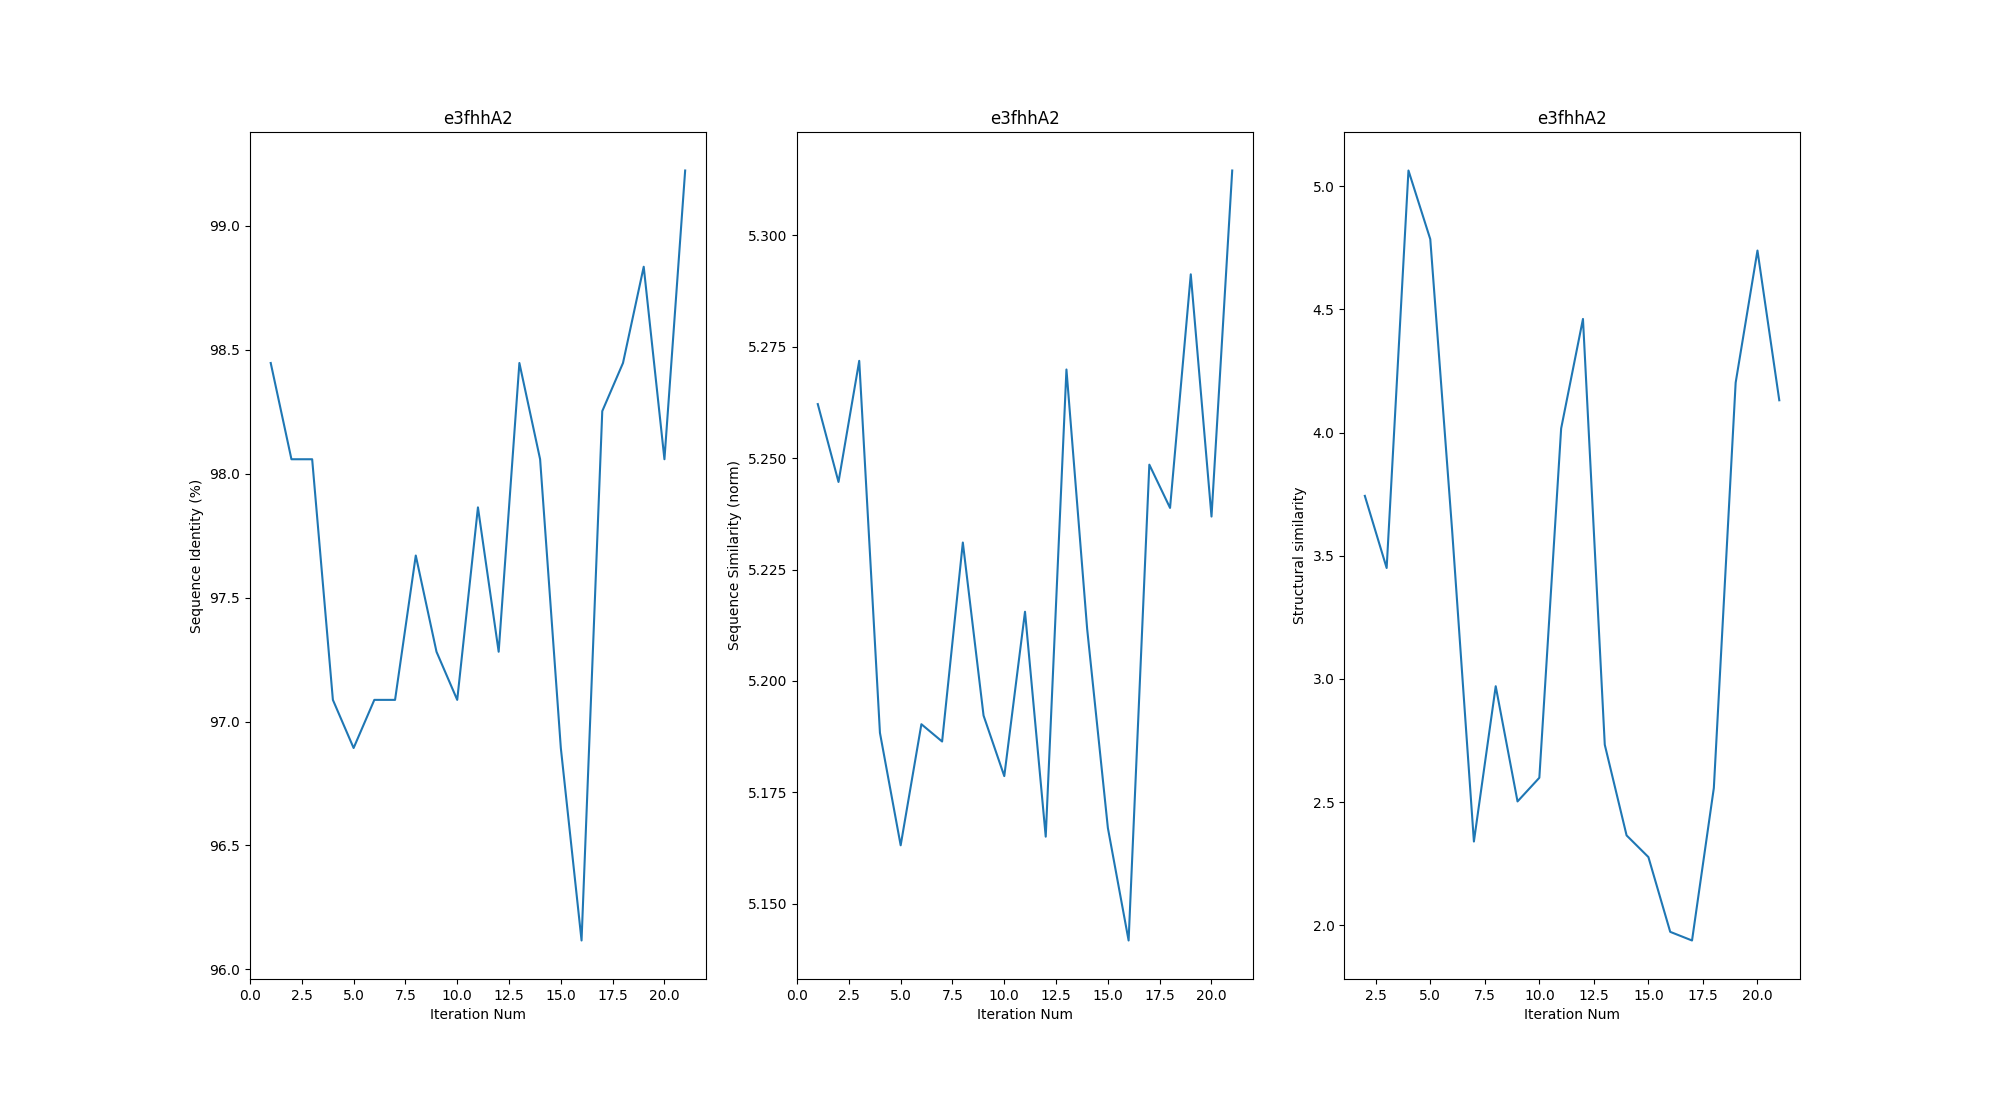 e3fhhA2
Sequence Identity (%)
99.0
98.5
98.0
97.5
97.0
96.5
96.0
0.0 2.5 5.0 7.5 10.0 12.5 15.0 17.5 20.0
Iteration Num
e3fhhA2
Sequence Similarity (norm)
5.300
5.275
5.250
5.225
5.200
5.175
5.150
0.0 2.5 5.0 7.5 10.0 12.5 15.0 17.5 20.0
Iteration Num
e3fhhA2
Structural similarity
5.0
4.5
4.0
3.5
3.0
2.5
2.0
2.5 5.0 7.5 10.0 12.5 15.0 17.5 20.0
Iteration Num